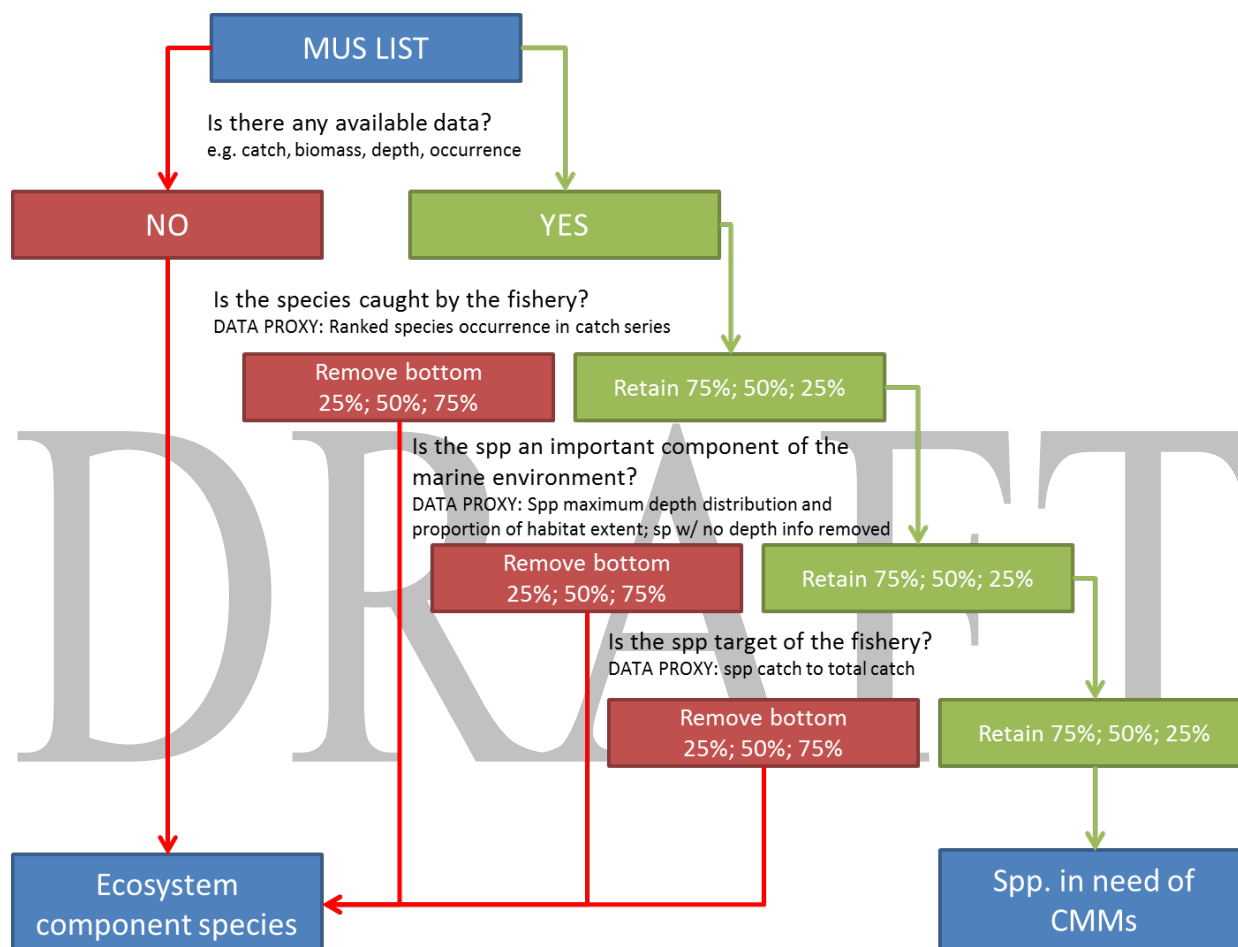 MUS LIST
Is there any available data?
e.g. catch, biomass, depth, occurrence
NO
YES
Is the species caught by the fishery?
DATA PROXY: Ranked species occurrence in catch series
Remove bottom
25%; 50%; 75%
Retain 75%; 50%; 25%
Is the spp an important component of the
marine environment?
DATA PROXY: Spp maximum depth distribution and
proportion of habitat extent; sp w/ no depth info removed
Remove bottom
25%; 50%; 75%
Retain 75%; 50%; 25%
Is the spp target of the fishery?
DATA PROXY: spp catch to total catch
Remove bottom
25%; 50%; 75%
Retain 75%; 50%; 25%
DRAFT
Ecosystem
component species
Spp. in need of
CMMs